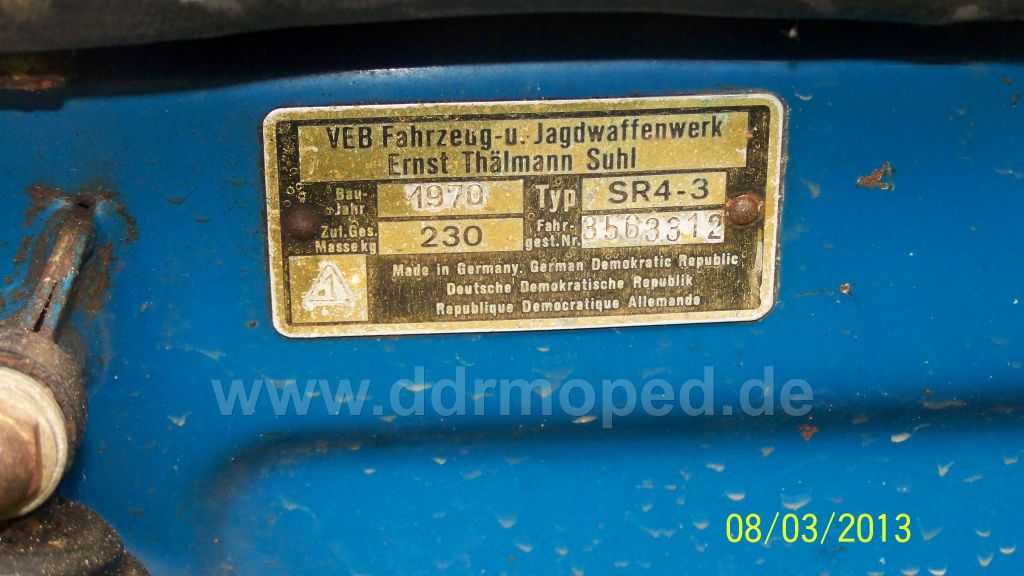 VEB Fahrzeug-u. Jagdwaffenwerk
Ernst Thälmann Suhl
Bau-Jahr 1970 Typ SR4-3
Zul. Ges. Masse kg 230 Fahr-gest. Nr. 3563312
1
Made in Germany. German Demokratic Republic
Deutsche Demokratische Republik
Republique Democratique Allemande
www.ddrmoped.de
08/03/2013